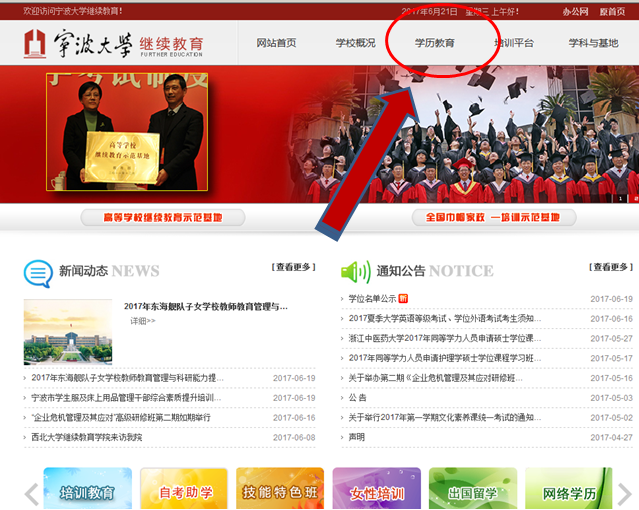 欢迎访问宁波大学继续教育！
2017年6月21日 星期三 上午好！
办公网 原首页
宁波大学 继续教育
FURTHER EDUCATION
网站首页 学校概况 学历教育 培训平台 学科与基地
高等学校
继续教育示范基地
1
高等学校继续教育示范基地
全国巾帼家政 一培训示范基地
新闻动态 NEWS
[ 查看更多 ]
2017年东海舰队子女学校教师教育管理与...
详细>>
2017年东海舰队子女学校教师教育管理与科研能力提... 2017-06-19
宁波市学生服及床上用品管理干部综合素质提升培训... 2017-06-19
“企业危机管理及其应对”高级研修班第二期如期举行 2017-06-16
西北大学继续教育学院来访我院 2017-06-08
通知公告 NOTICE
[ 查看更多 ]
学位名单公示 新 2017-06-19
2017夏季大学英语等级考试、学位外语考试考生须知... 2017-06-16
浙江中医药大学2017年同等学力人员申请硕士学位课... 2017-05-27
2017年同等学力人员申请护理学硕士学位课程学习班... 2017-05-17
关于举办第二期《企业危机管理及其应对研修班... 2017-05-16
公 告 2017-05-03
关于举行2017年第一学期文化素养课统一考试的通知... 2017-05-02
声明 2017-04-27
培训教育 自考助学 技能特色班 女性培训 出国留学 网络学历